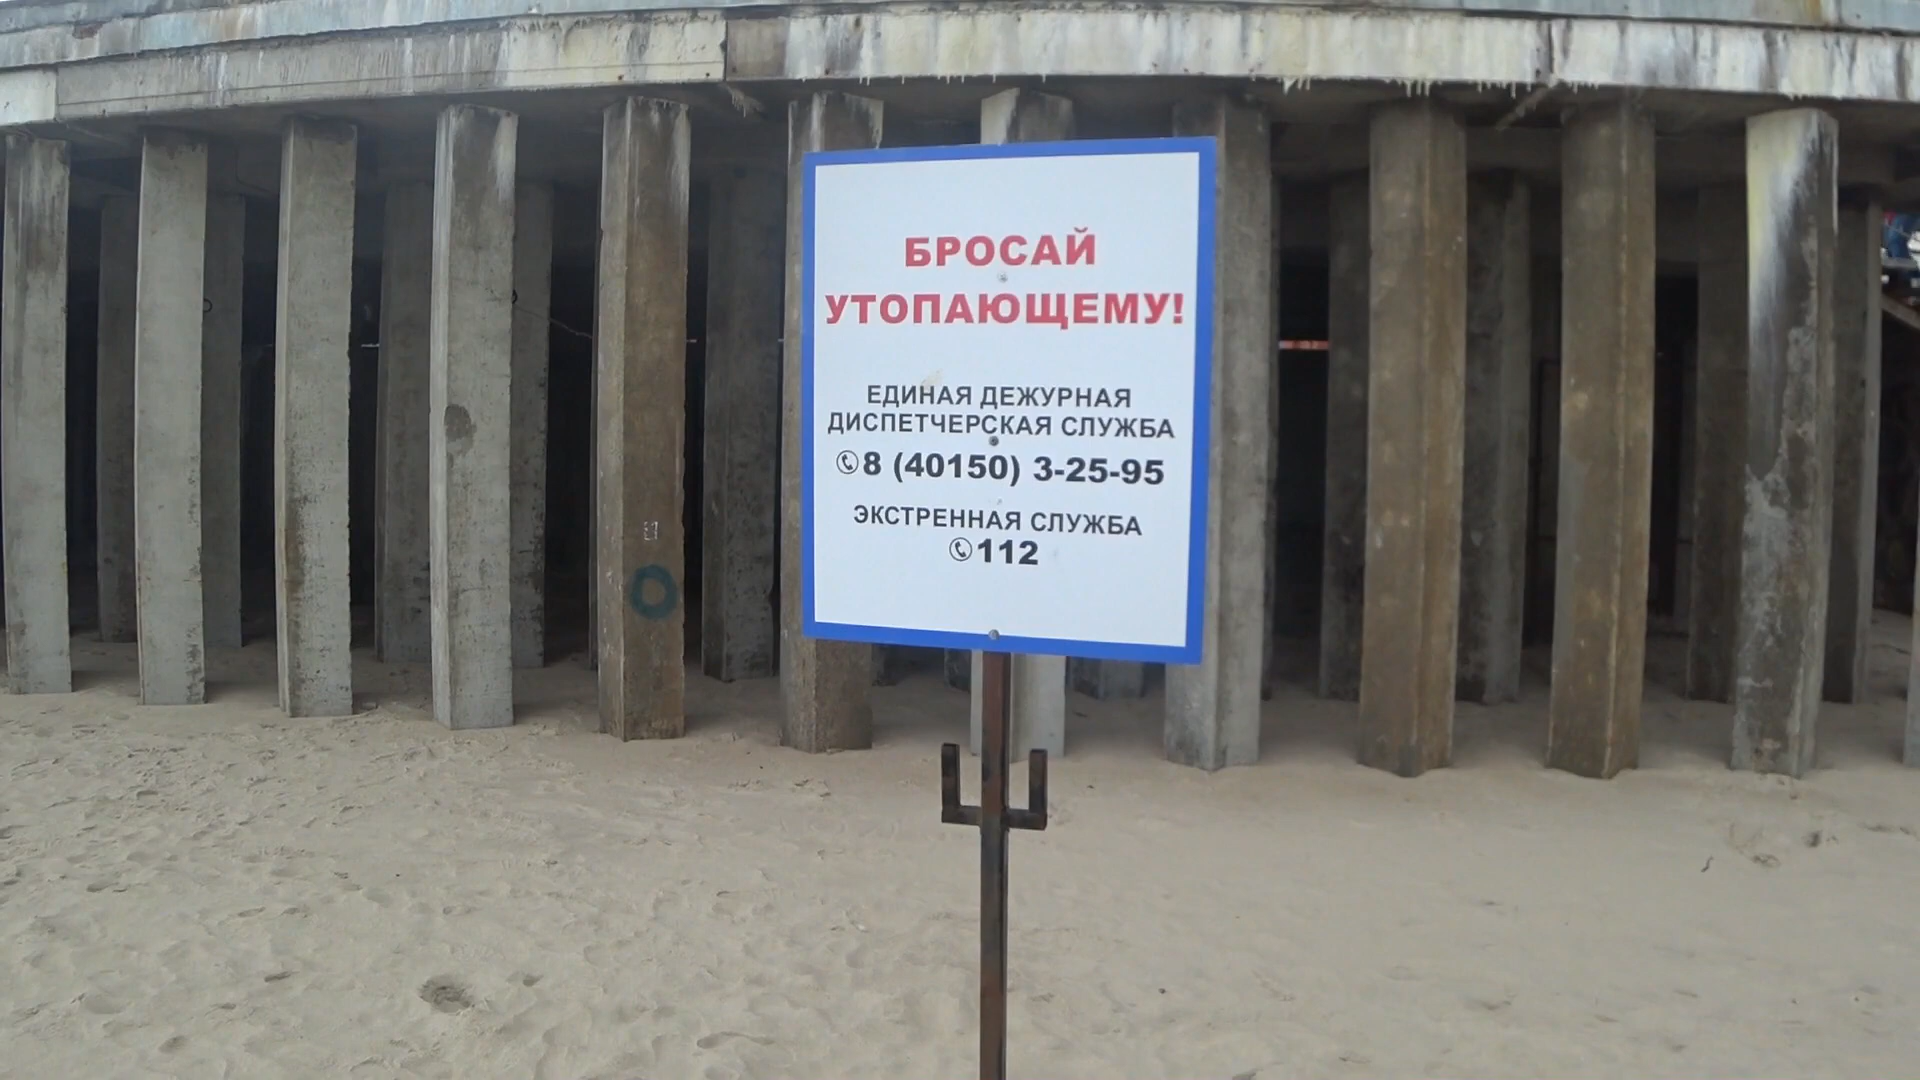 БРОСАЙ
УТОПАЮЩЕМУ!
ЕДИНАЯ ДЕЖУРНАЯ
ДИСПЕТЧЕРСКАЯ СЛУЖБА
✆8 (40150) 3-25-95
ЭКСТРЕННАЯ СЛУЖБА
✆112